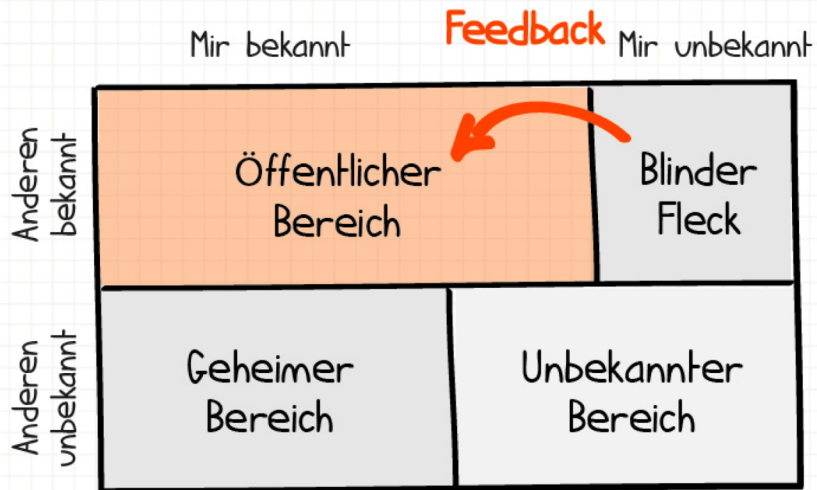 Mir bekannt
Feedback
Mir unbekannt
Anderen
bekannt
Öffentlicher
Bereich
Blinder
Fleck
Anderen
unbekannt
Geheimer
Bereich
Unbekannter
Bereich